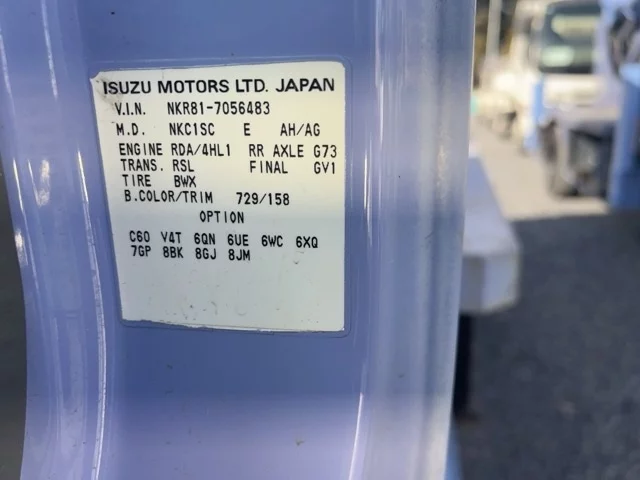 ISUZU MOTORS LTD. JAPAN
V.I.N. NKR81-7056483
M.D. NKC1SC E AH/AG
ENGINE RDA/4HL1 RR AXLE G73
TRANS. RSL FINAL GV1
TIRE BWX
B.COLOR/TRIM 729/158
OPTION
C60 V4T 6QN 6UE 6WC 6XQ
7GP 8BK 8GJ 8JM